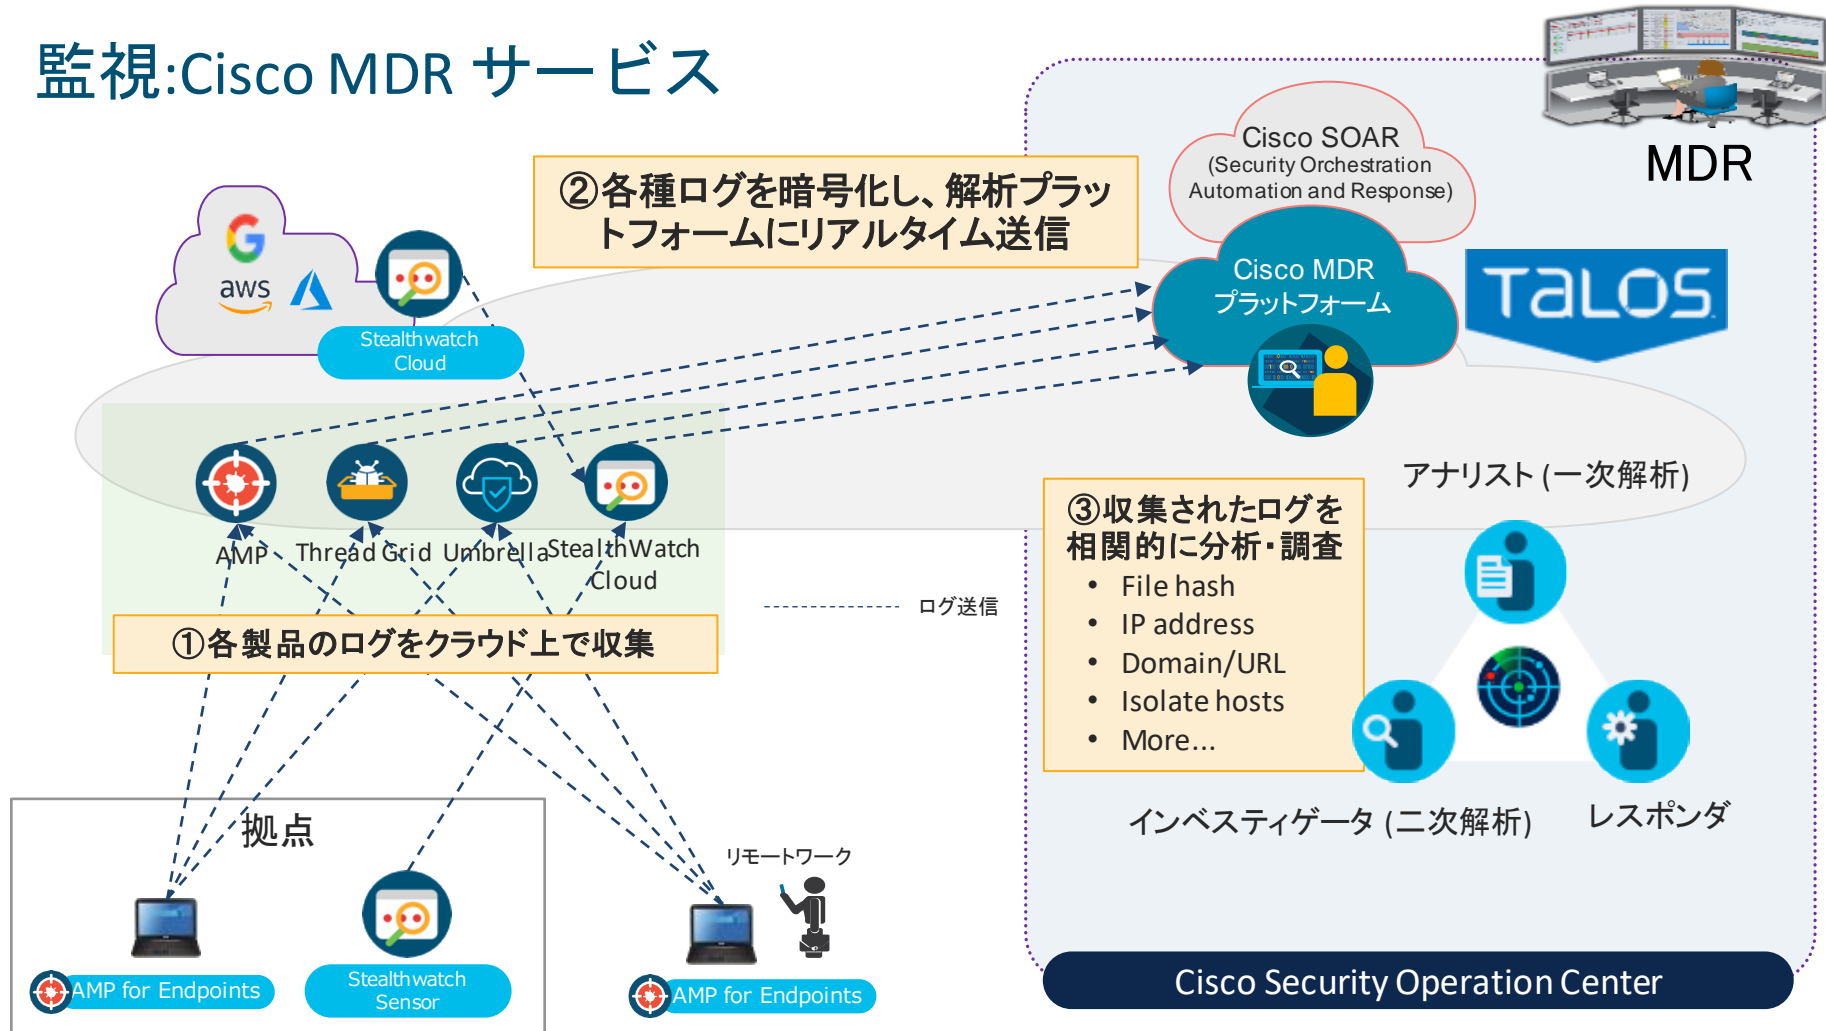 監視:Cisco MDR サービス
MDR
Cisco SOAR
(Security Orchestration
Automation and Response)
②各種ログを暗号化し、解析プラッ
トフォームにリアルタイム送信
Cisco MDR
プラットフォーム
TALOS
G
aws
Stealthwatch
Cloud
AMP
Thread Grid
Umbrella
StealthWatch
Cloud
①各製品のログをクラウド上で収集
ログ送信
③収集されたログを
相関的に分析・調査
• File hash
• IP address
• Domain/URL
• Isolate hosts
• More...
アナリスト (一次解析)
インベスティゲータ (二次解析)
レスポンダ
拠点
リモートワーク
AMP for Endpoints
Stealthwatch
Sensor
AMP for Endpoints
Cisco Security Operation Center